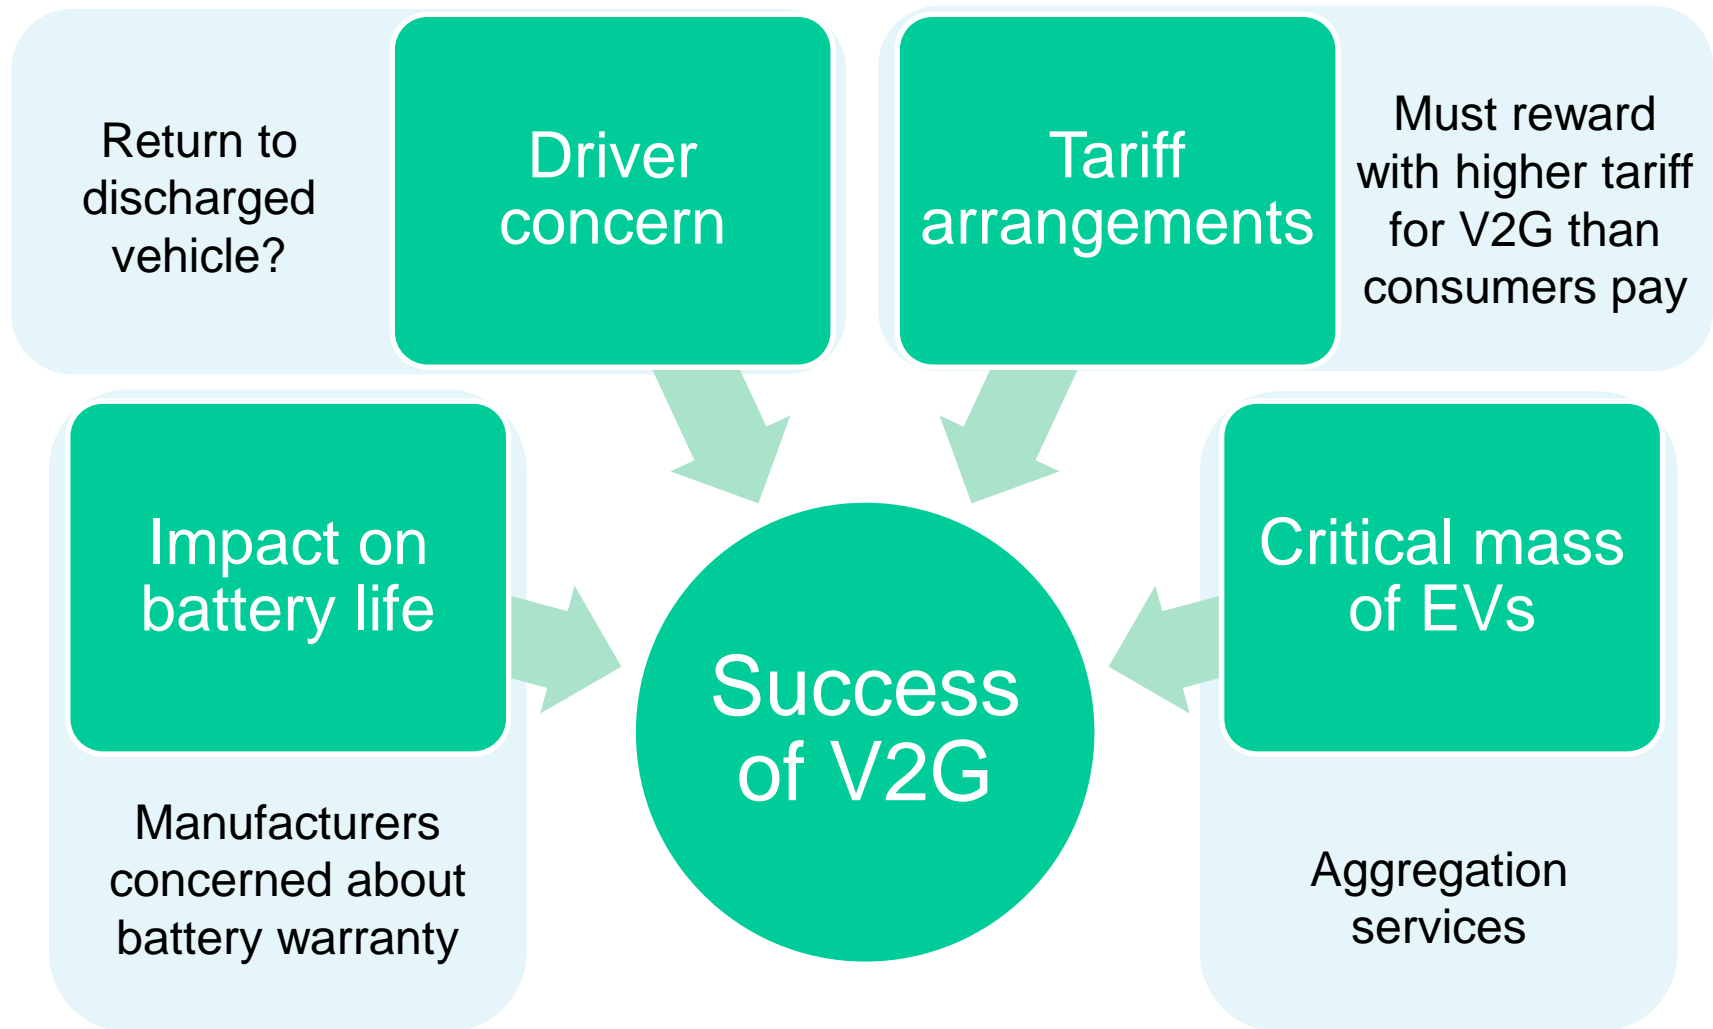 Return to
discharged
vehicle?
Driver
concern
Tariff
arrangements
Must reward
with higher tariff
for V2G than
consumers pay
Impact on
battery life
Manufacturers
concerned about
battery warranty
Success
of V2G
Critical mass
of EVs
Aggregation
services